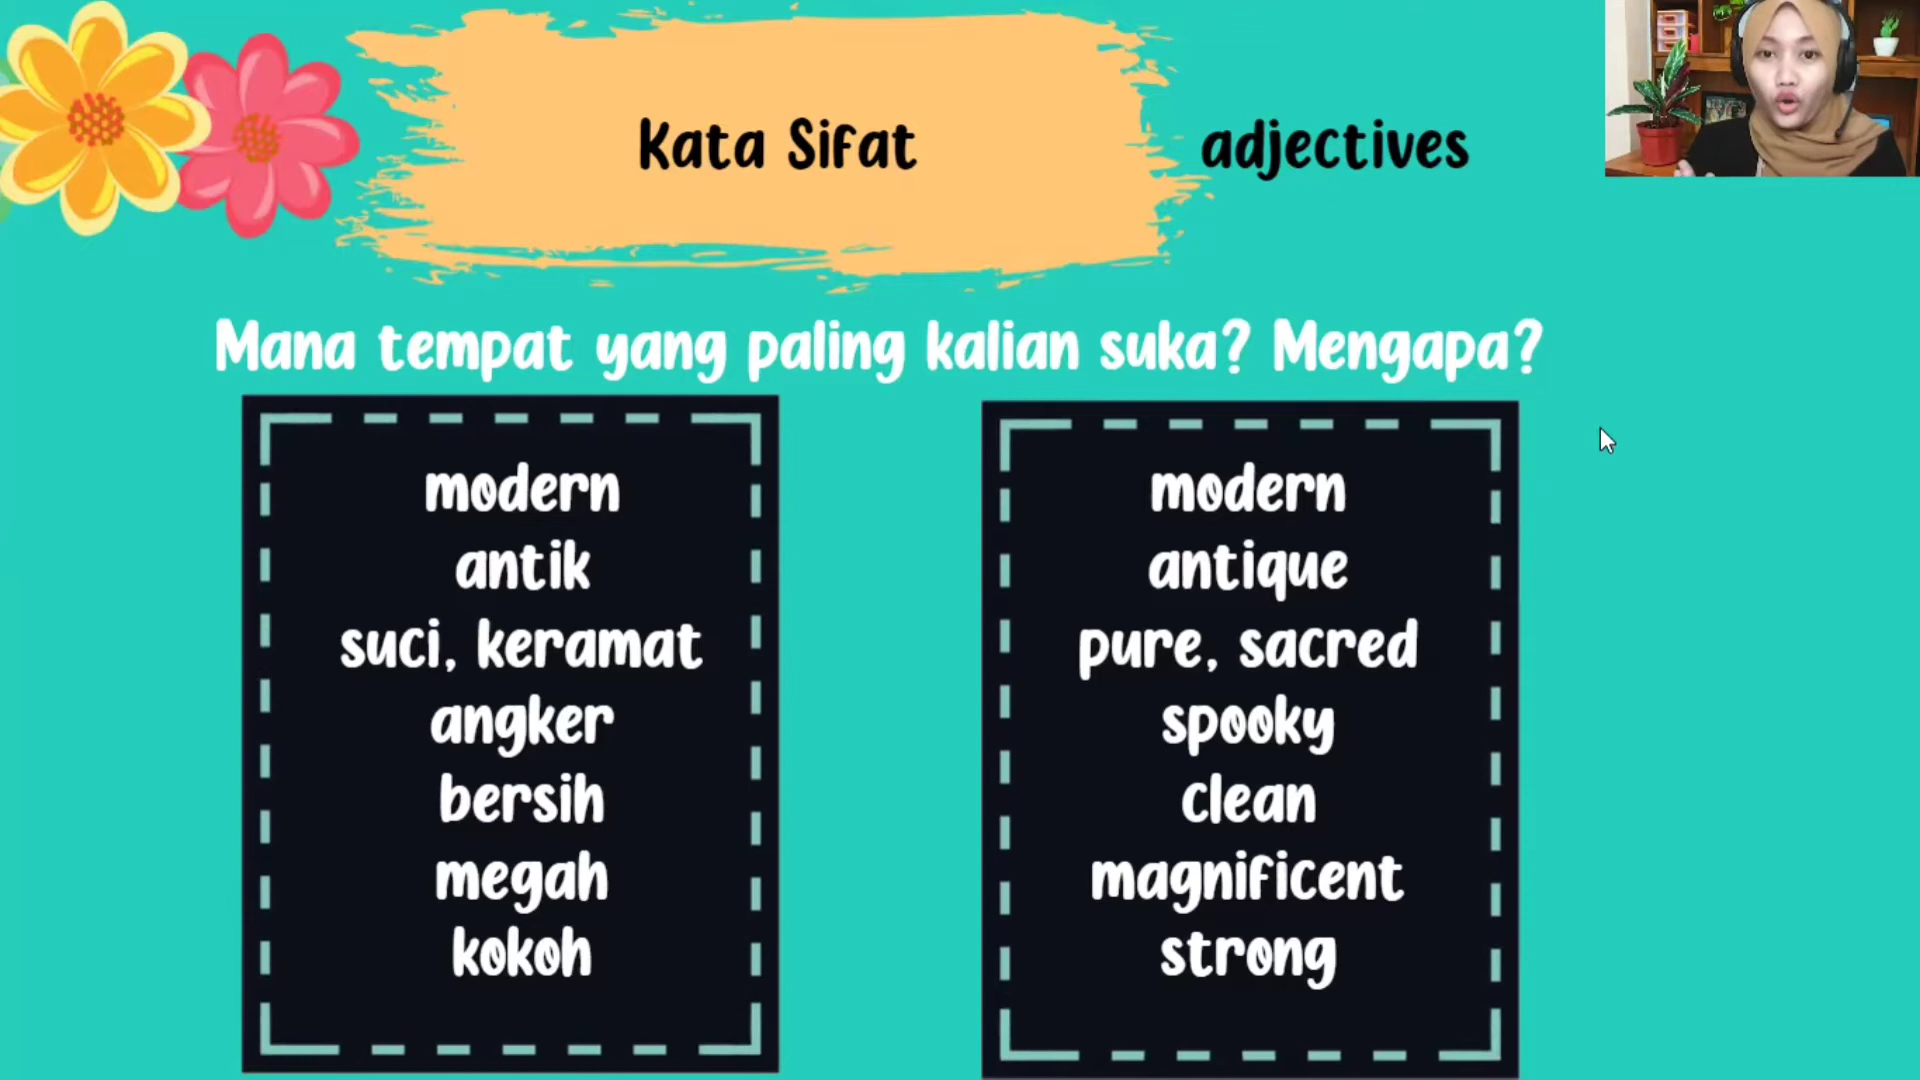 Kata Sifat
adjectives
Mana tempat yang paling kalian suka? Mengapa?
modern
antik
suci, keramat
angker
bersih
megah
kokoh
modern
antique
pure, sacred
spooky
clean
magnificent
strong